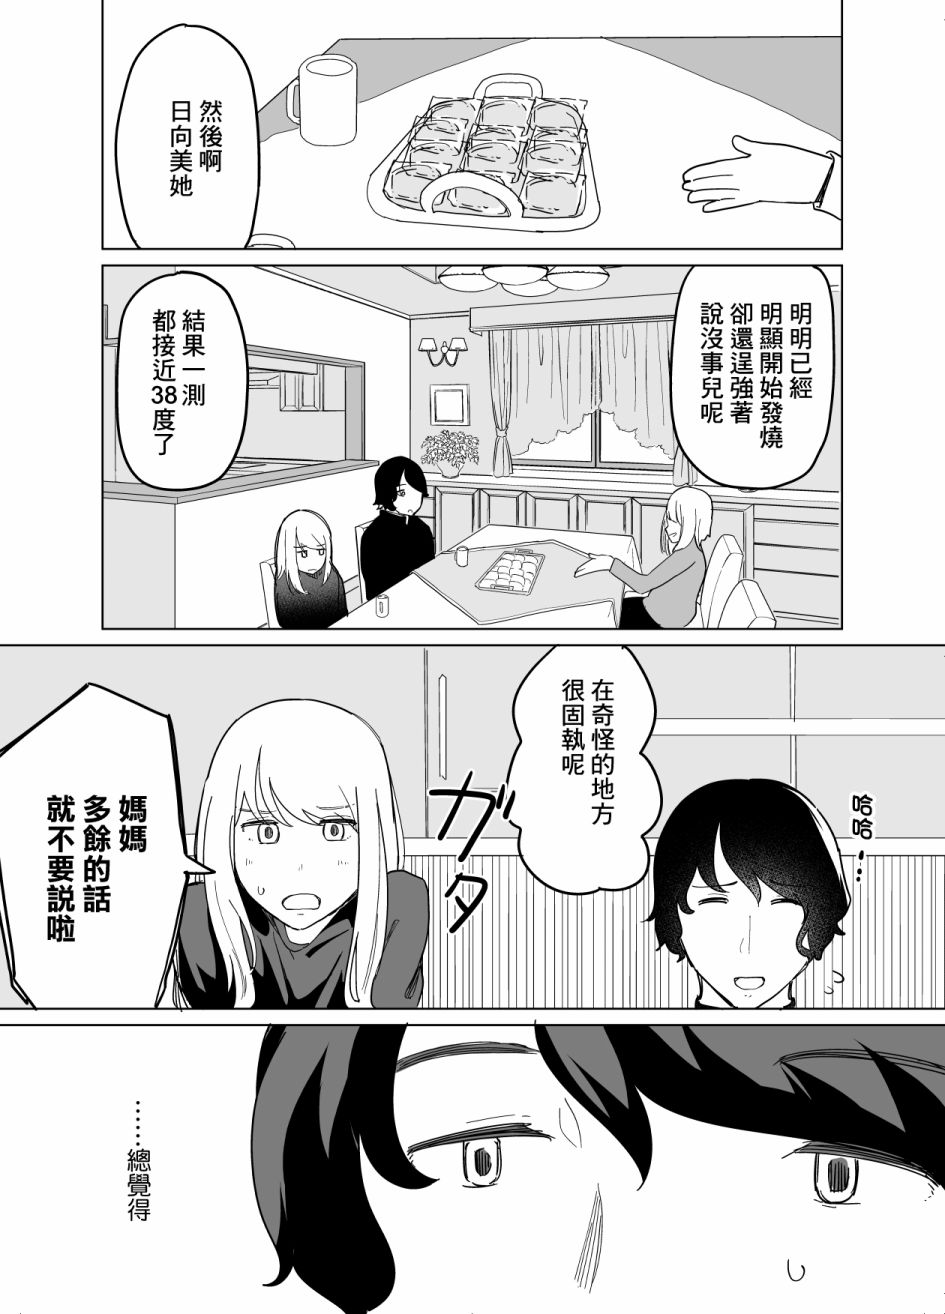 然後啊
日向美她
明明已經
明顯開始發燒
卻還逞強著
說沒事兒呢
結果一測
都接近38度了
哈哈…
在奇怪的地方
很固執呢
ガタ
媽媽
多餘的話
就不要說啦
……總覺得